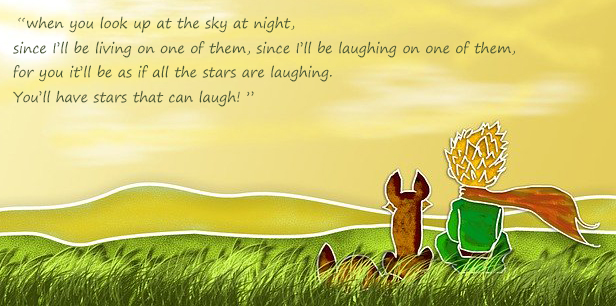 “when you look up at the sky at night,
since I’ll be living on one of them, since I’ll be laughing on one of them,
for you it’ll be as if all the stars are laughing.
You’ll have stars that can laugh! ”